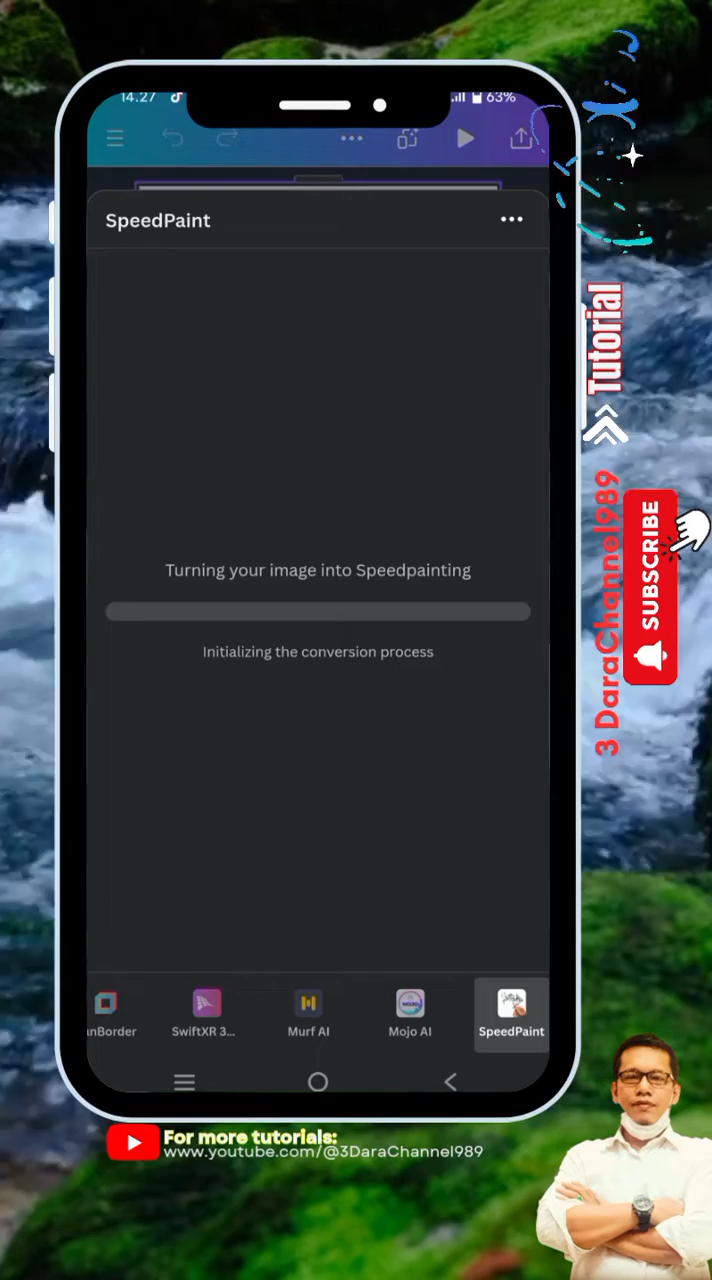 14.27
63%
SpeedPaint
Turning your image into Speedpainting
Initializing the conversion process
anBorder
SwiftXR 3...
Murf AI
Mojo AI
SpeedPaint
Tutorial
3 DaraChannel989
SUBSCRIBE
For more tutorials:
www.youtube.com/@3DaraChannel989